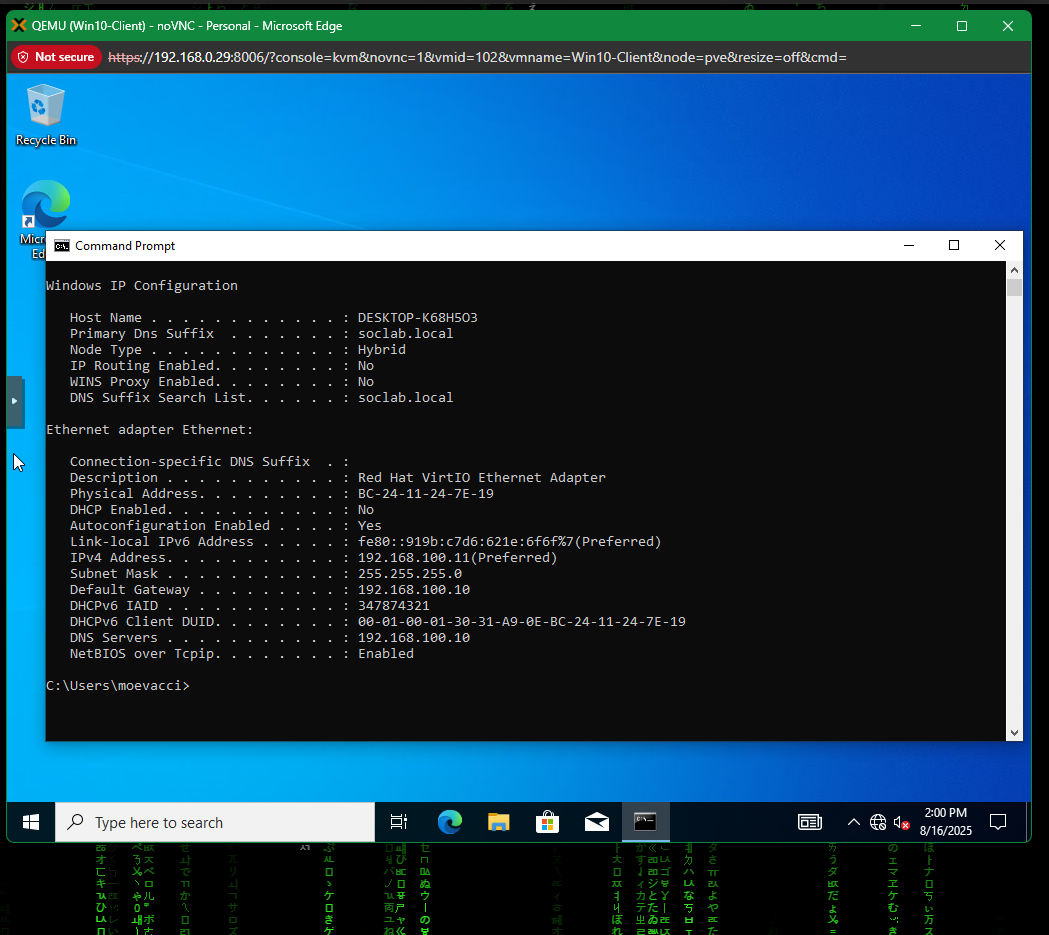 QEMU (Win10-Client) - noVNC - Personal - Microsoft Edge
Not secure https://192.168.0.29:8006/?console=kvm&novnc=1&vmid=102&vmname=Win10-Client&node=pve&resize=off&cmd=
Recycle Bin
Command Prompt
Windows IP Configuration
Host Name . . . . . . . . . . . . : DESKTOP-K68H5O3
Primary Dns Suffix  . . . . . . . : soclab.local
Node Type . . . . . . . . . . . . : Hybrid
IP Routing Enabled. . . . . . . . : No
WINS Proxy Enabled. . . . . . . . : No
DNS Suffix Search List. . . . . . : soclab.local
Ethernet adapter Ethernet:
Connection-specific DNS Suffix  . :
Description . . . . . . . . . . . : Red Hat VirtIO Ethernet Adapter
Physical Address. . . . . . . . . : BC-24-11-24-7E-19
DHCP Enabled. . . . . . . . . . . : No
Autoconfiguration Enabled . . . . : Yes
Link-local IPv6 Address . . . . . : fe80::919b:c7d6:621e:6f6f%7(Preferred)
IPv4 Address. . . . . . . . . . . : 192.168.100.11(Preferred)
Subnet Mask . . . . . . . . . . . : 255.255.255.0
Default Gateway . . . . . . . . . : 192.168.100.10
DHCPv6 IAID . . . . . . . . . . . : 347874321
DHCPv6 Client DUID. . . . . . . . : 00-01-00-01-30-31-A9-0E-BC-24-11-24-7E-19
DNS Servers . . . . . . . . . . . : 192.168.100.10
NetBIOS over Tcpip. . . . . . . . : Enabled
C:\Users\moevacci>
Type here to search
2:00 PM
8/16/2025